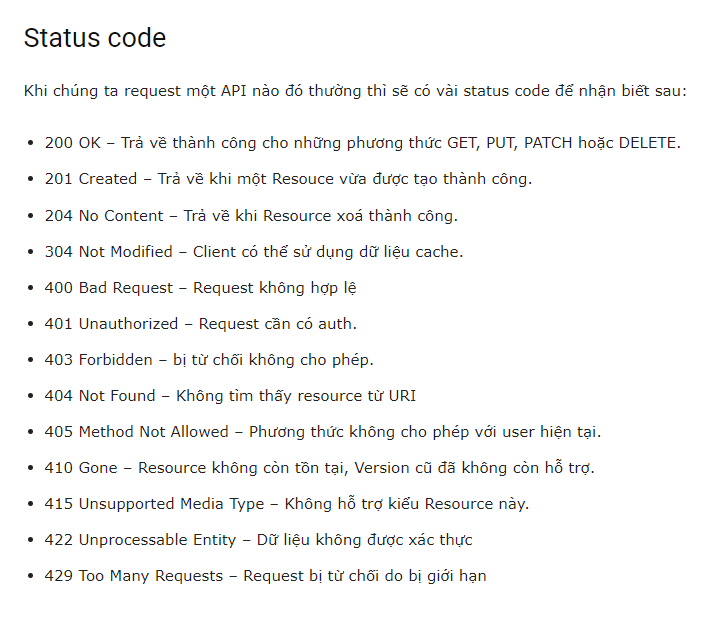 Status code
Khi chúng ta request một API nào đó thường thì sẽ có vài status code để nhận biết sau:
• 200 OK – Trả về thành công cho những phương thức GET, PUT, PATCH hoặc DELETE.
• 201 Created – Trả về khi một Resouce vừa được tạo thành công.
• 204 No Content – Trả về khi Resource xoá thành công.
• 304 Not Modified – Client có thể sử dụng dữ liệu cache.
• 400 Bad Request – Request không hợp lệ
• 401 Unauthorized – Request cần có auth.
• 403 Forbidden – bị từ chối không cho phép.
• 404 Not Found – Không tìm thấy resource từ URI
• 405 Method Not Allowed – Phương thức không cho phép với user hiện tại.
• 410 Gone – Resource không còn tồn tại, Version cũ đã không còn hỗ trợ.
• 415 Unsupported Media Type – Không hỗ trợ kiểu Resource này.
• 422 Unprocessable Entity – Dữ liệu không được xác thực
• 429 Too Many Requests – Request bị từ chối do bị giới hạn